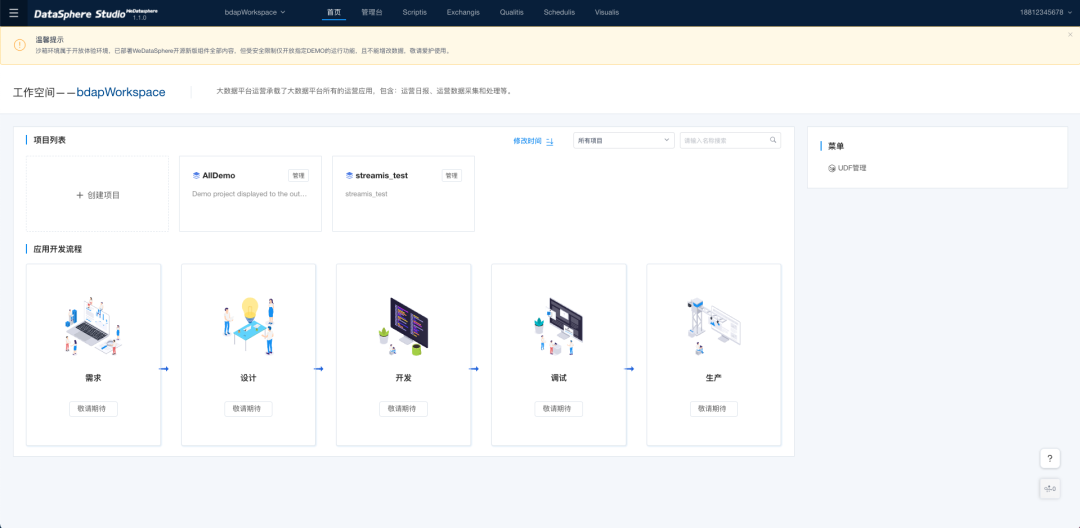 DataSphere Studio WeDatasphere 1.1.0
bdapWorkspace
首页 管理台 Scriptis Exchangis Qualitis Schedulis Visualis
18812345678
温馨提示
沙箱环境属于开放体验环境，已部署WeDataSphere开源新版组件全部内容，但受安全限制仅开放指定DEMO的运行功能，且不能增改数据，敬请爱护使用。
工作空间——bdapWorkspace
大数据平台运营承载了大数据平台所有的运营应用，包含：运营日报、运营数据采集和处理等。
项目列表
修改时间
所有项目
请输入名称搜索
+ 创建项目
AllDemo 管理
Demo project displayed to the out...
streamis_test 管理
streamis_test
菜单
UDF管理
应用开发流程
需求 设计 开发 调试 生产
敬请期待 敬请期待 敬请期待 敬请期待 敬请期待
?